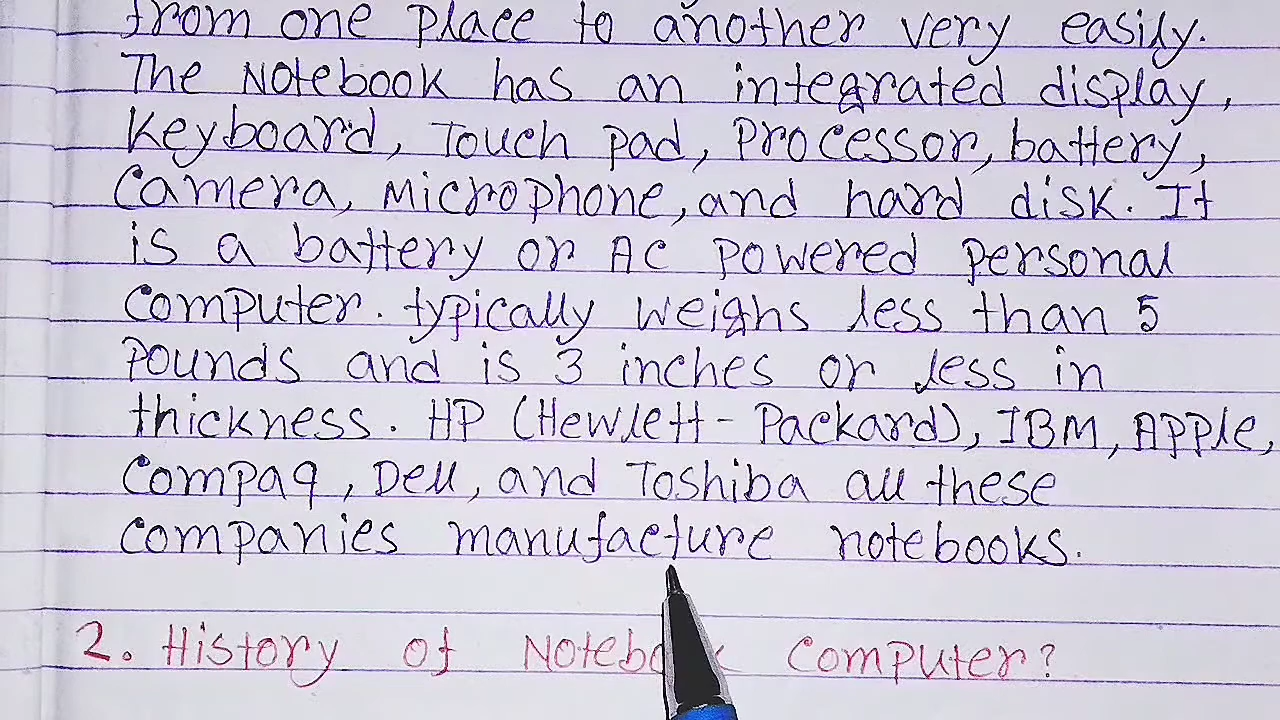 from one place to another very easily.
The Notebook has an integrated display,
Keyboard, Touch pad, Processor, battery,
Camera, Microphone, and hard disk. It
is a battery or AC powered personal
Computer. typically weighs less than 5
pounds and is 3 inches or less in
thickness. HP (Hewlett-Packard), IBM, Apple,
Compaq, Dell, and Toshiba all these
companies manufacture notebooks.
2. History of Notebook Computer?